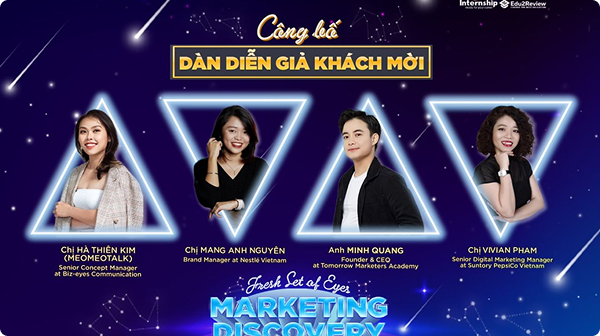 Internship
Edu2Review
Công bố
DÀN DIỄN GIẢ KHÁCH MỜI
Chị HÀ THIÊN KIM
(MEOMEOTALK)
Senior Concept Manager
at Biz-eyes Communication
Chị MANG ANH NGUYÊN
Brand Manager at Nestlé Vietnam
Anh MINH QUANG
Founder & CEO
at Tomorrow Marketers Academy
Chị VIVIAN PHAM
Senior Digital Marketing Manager
at Suntory PepsiCo Vietnam
Fresh Set of Eyes
MARKETING
DISCOVERY